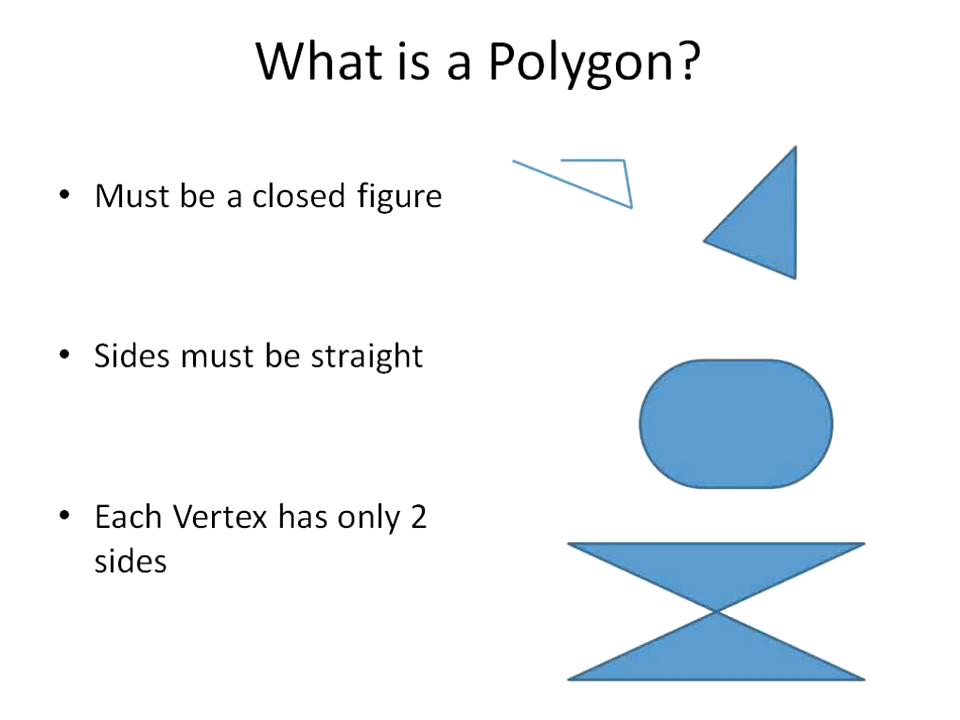 What is a Polygon?
• Must be a closed figure
• Sides must be straight
• Each Vertex has only 2
sides